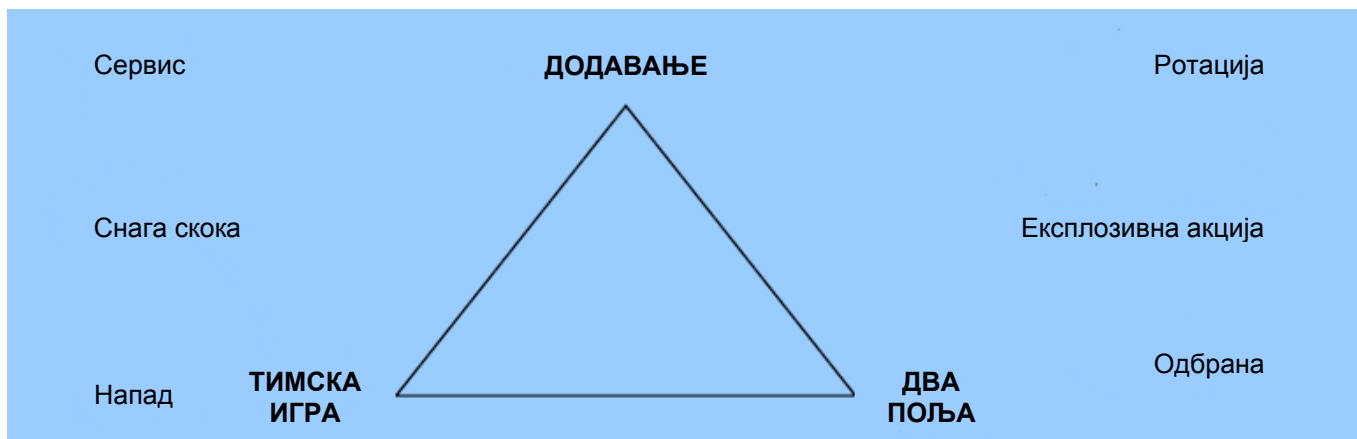 Сервис
ДОДАВАЊЕ
Ротација
Снага скока
Експлозивна акција
Напад
ТИМСКА
ИГРА
ДВА
ПОЉА
Одбрана